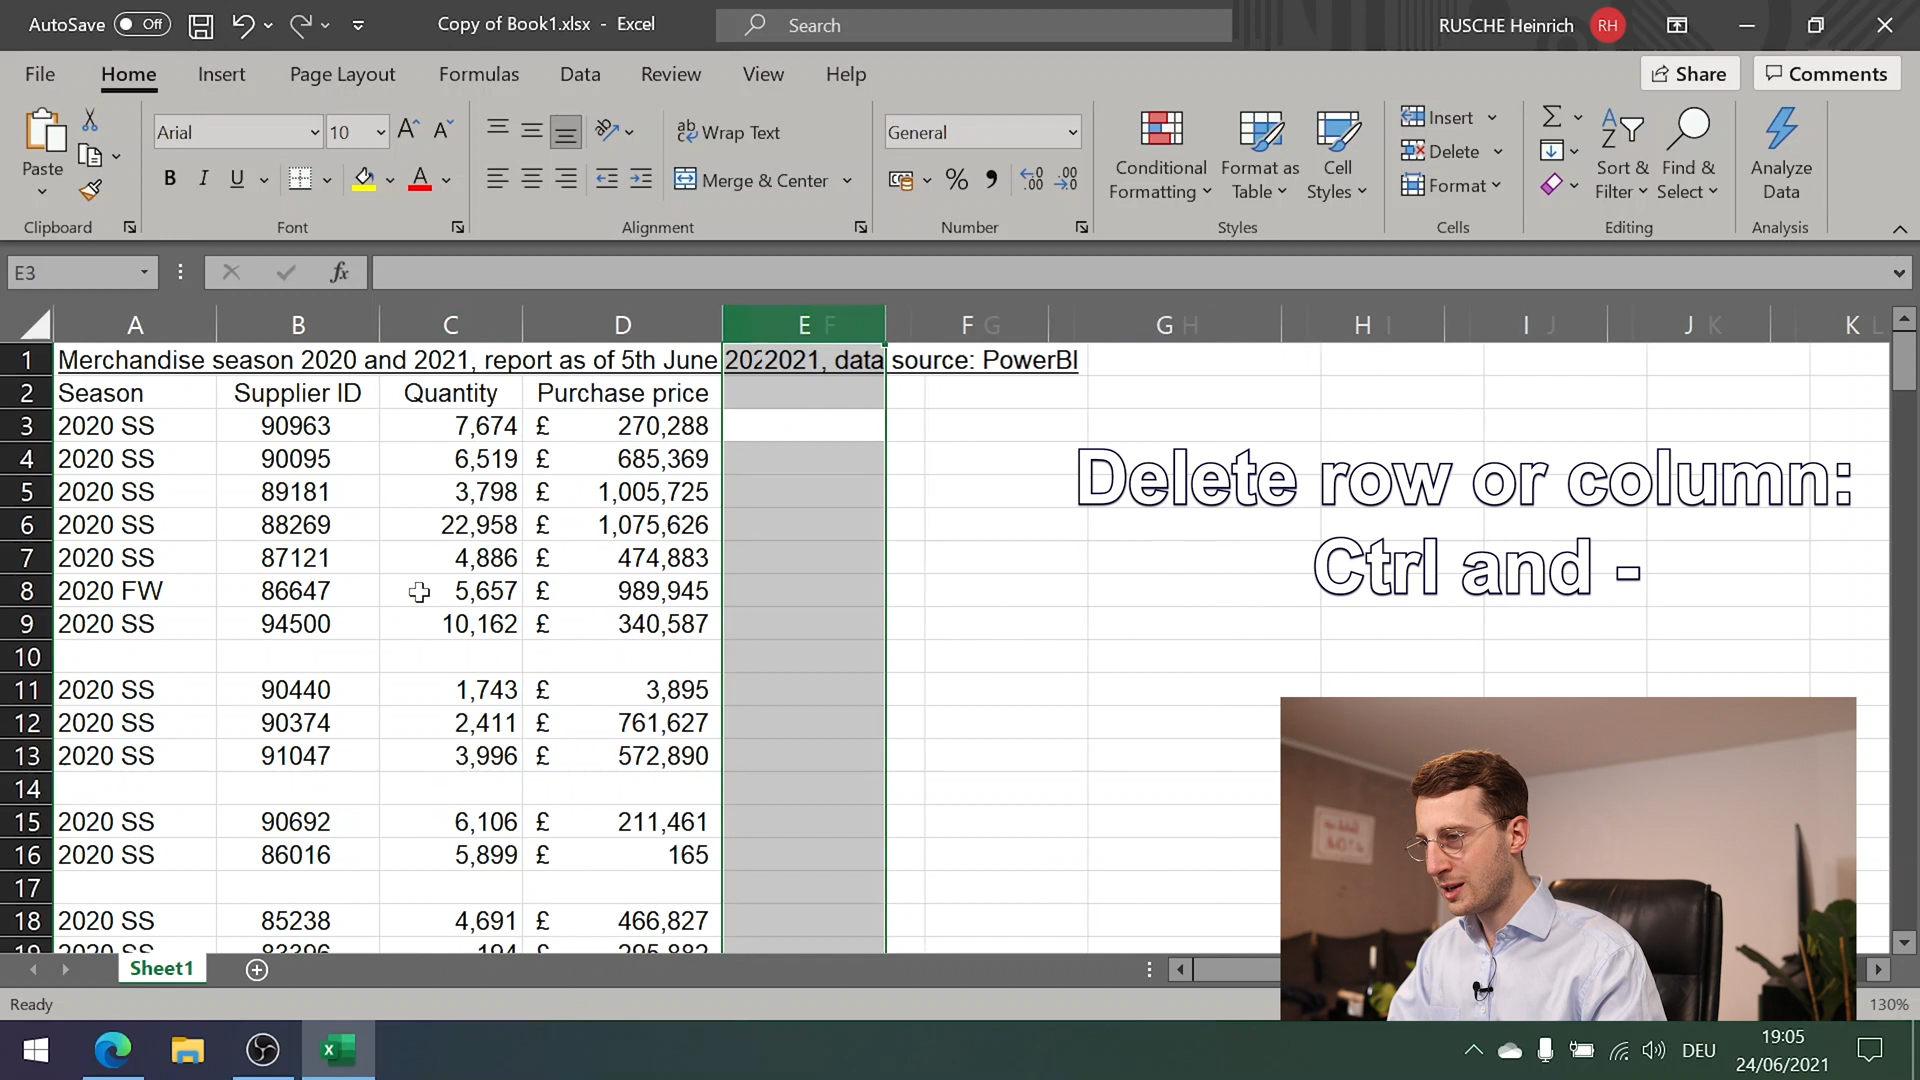 AutoSave Off Copy of Book1.xlsx - Excel Search RUSCHE Heinrich RH
File Home Insert Page Layout Formulas Data Review View Help Share Comments
Paste
Arial 10
B I U
Wrap Text
Merge & Center
General
% 
Conditional Formatting
Format as Table
Cell Styles
Insert
Delete
Format
Sort & Filter
Find & Select
Analyze Data
Clipboard Font Alignment Number Styles Cells Editing Analysis
E3 fx
A B C D E F G H I J K
1 Merchandise season 2020 and 2021, report as of 5th June 2021, data source: PowerBI
2 Season Supplier ID Quantity Purchase price
3 2020 SS 90963 7,674 £ 270,288
4 2020 SS 90095 6,519 £ 685,369
5 2020 SS 89181 3,798 £ 1,005,725
6 2020 SS 88269 22,958 £ 1,075,626
7 2020 SS 87121 4,886 £ 474,883
8 2020 FW 86647 5,657 £ 989,945
9 2020 SS 94500 10,162 £ 340,587
10
11 2020 SS 90440 1,743 £ 3,895
12 2020 SS 90374 2,411 £ 761,627
13 2020 SS 91047 3,996 £ 572,890
14
15 2020 SS 90692 6,106 £ 211,461
16 2020 SS 86016 5,899 £ 165
17
18 2020 SS 85238 4,691 £ 466,827
Delete row or column:
Ctrl and -
Sheet1
Ready 130%
DEU 19:05
24/06/2021